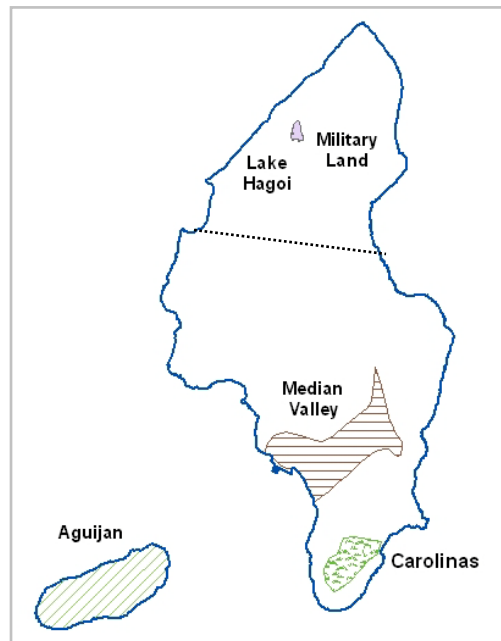 Military
Land
Lake
Hagoi
Median
Valley
Aguijan
Carolinas